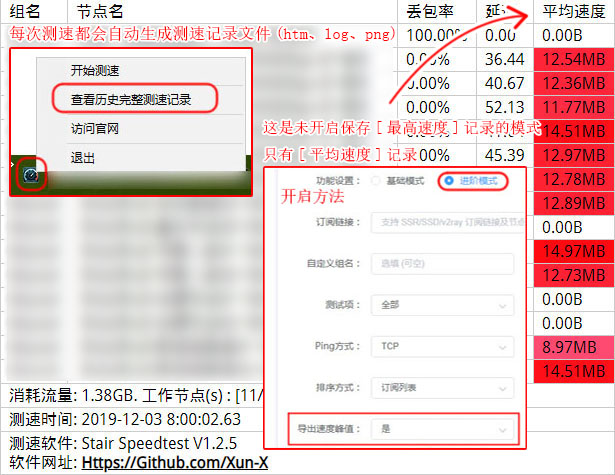 组名 节点名 丢包率 延 平均速度
每次测速都会自动生成测速记录文件（htm、log、png）
100.00% 0.00 0.00B
开始测速
查看历史完整测速记录
访问官网
退出
0.00% 36.44 12.54MB
0.00% 40.67 12.36MB
0.00% 52.13 11.77MB
这是未开启保存[最高速度]记录的模式
14.51MB
只有[平均速度]记录
0.00% 45.39 12.97MB
12.78MB
12.89MB
0.00B
14.97MB
12.73MB
0.00B
0.00B
8.97MB
14.51MB
开启方法
功能设置： 基础模式 进阶模式
订阅链接： 支持 SSR/SSD/v2ray 订阅链接及节点
自定义组名： 选填 (可空)
测试项： 全部
Ping方式： TCP
排序方式： 订阅列表
导出速度峰值： 是
消耗流量: 1.38GB. 工作节点(s) : [11/
测速时间: 2019-12-03 8:00:02.63
测速软件: Stair Speedtest V1.2.5
软件网址: Https://Github.com/Xun-X